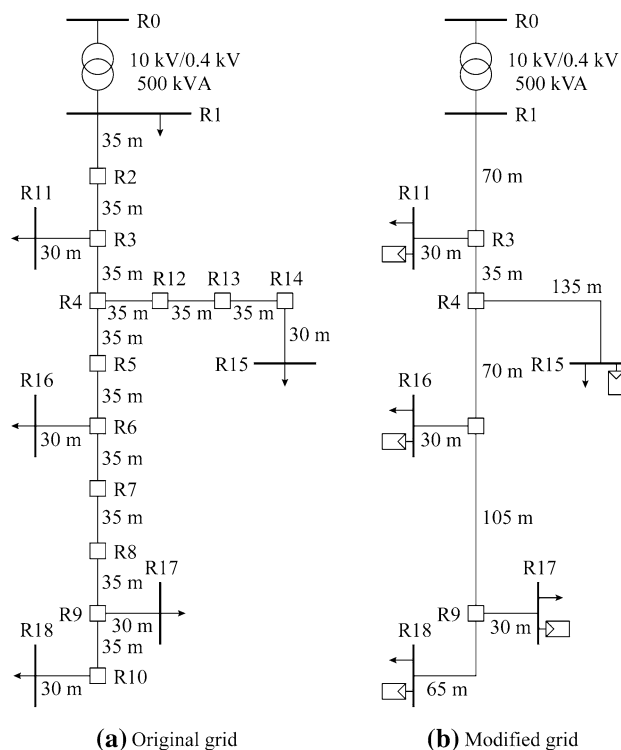 R0
10 kV/0.4 kV
500 kVA
R1
35 m
R2
R11
35 m
R3
30 m
35 m
R12
R13
R14
R4
35 m
35 m
35 m
35 m
30 m
R5
R15
R16
35 m
R6
30 m
35 m
R7
35 m
R8
35 m
R17
R9
R18
30 m
35 m
R10
30 m
(a) Original grid
R0
10 kV/0.4 kV
500 kVA
R1
70 m
R11
R3
30 m
35 m
135 m
R4
R15
R16
70 m
30 m
105 m
R17
R9
R18
30 m
65 m
(b) Modified grid